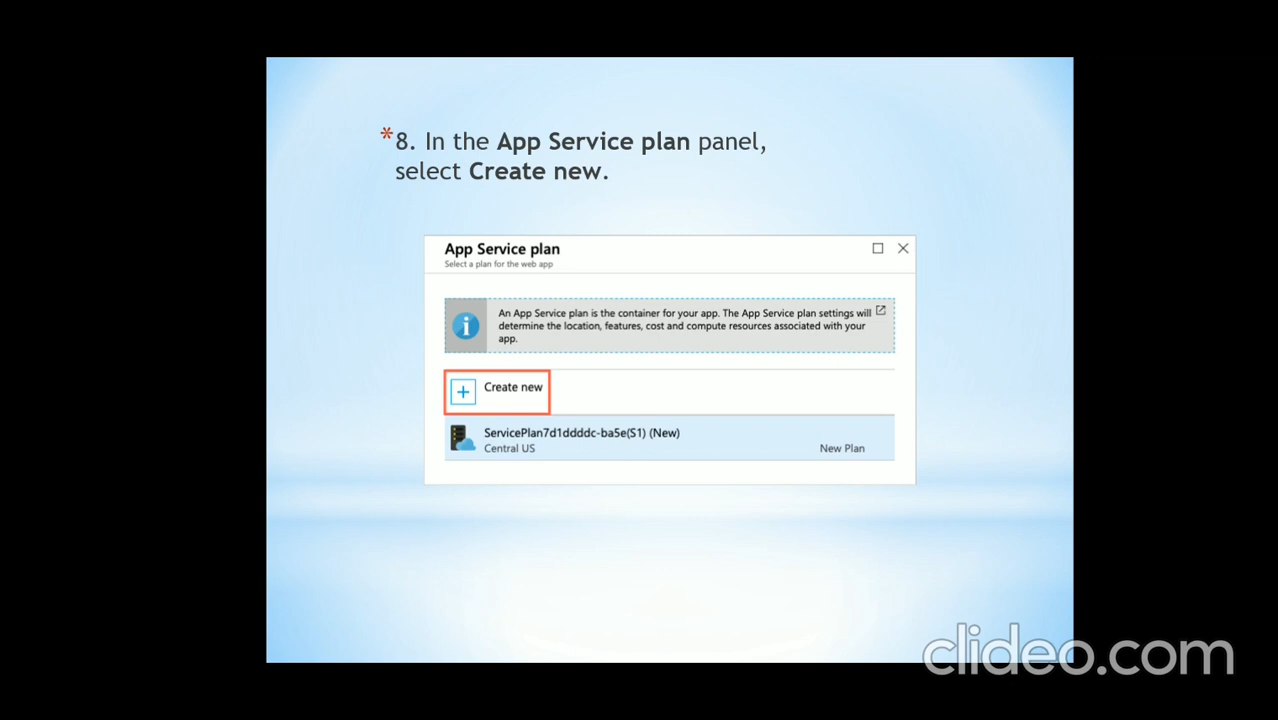 *8. In the App Service plan panel,
select Create new.
App Service plan
Select a plan for the web app
An App Service plan is the container for your app. The App Service plan settings will
determine the location, features, cost and compute resources associated with your
app.
Create new
ServicePlan7d1ddddc-ba5e(S1) (New)
Central US
New Plan
clideo.com